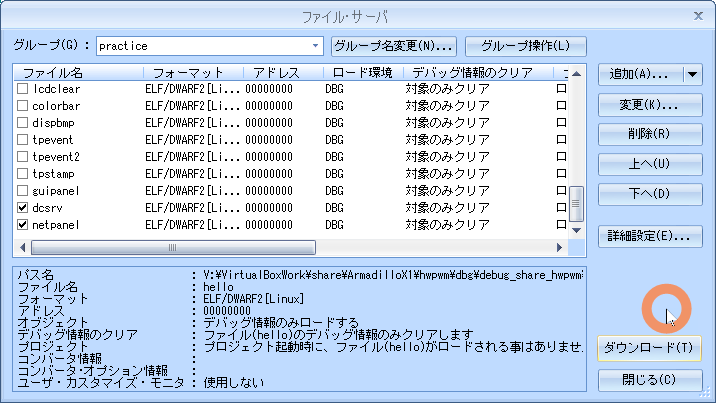 ファイル・サーバ
グループ(G) : practice グループ名変更(N)... グループ操作(L)
ファイル名 フォーマット アドレス ロード環境 デバッグ情報のクリア
lcdclear ELF/DWARF2[Li... 00000000 DBG 対象のみクリア ロ
colorbar ELF/DWARF2[Li... 00000000 DBG 対象のみクリア ロ
dispbmp ELF/DWARF2[Li... 00000000 DBG 対象のみクリア ロ
tpevent ELF/DWARF2[Li... 00000000 DBG 対象のみクリア ロ
tpevent2 ELF/DWARF2[Li... 00000000 DBG 対象のみクリア ロ
tpstamp ELF/DWARF2[Li... 00000000 DBG 対象のみクリア ロ
guipanel ELF/DWARF2[Li... 00000000 DBG 対象のみクリア ロ
dcsrv ELF/DWARF2[Li... 00000000 DBG 対象のみクリア ロ
netpanel ELF/DWARF2[Li... 00000000 DBG 対象のみクリア ロ
追加(A)...
変更(K)...
削除(R)
上へ(U)
下へ(D)
詳細設定(E)...
パス名 : V:¥VirtualBoxWork¥share¥ArmadilloX1¥hwpwm¥dbg¥debug_share_hwpwm
ファイル名 : hello
フォーマット : ELF/DWARF2[Linux]
アドレス : 00000000
オブジェクト : デバッグ情報のみロードする
デバッグ情報のクリア : ファイル(hello)のデバッグ情報のみクリアします
プロジェクト : プロジェクト起動時に、ファイル(hello)がロードされる事はありませ.
コンバータ情報 :
コンバータ・オプション情報 :
ユーザ・カスタマイズ・モニタ : 使用しない
ダウンロード(T)
閉じる(C)